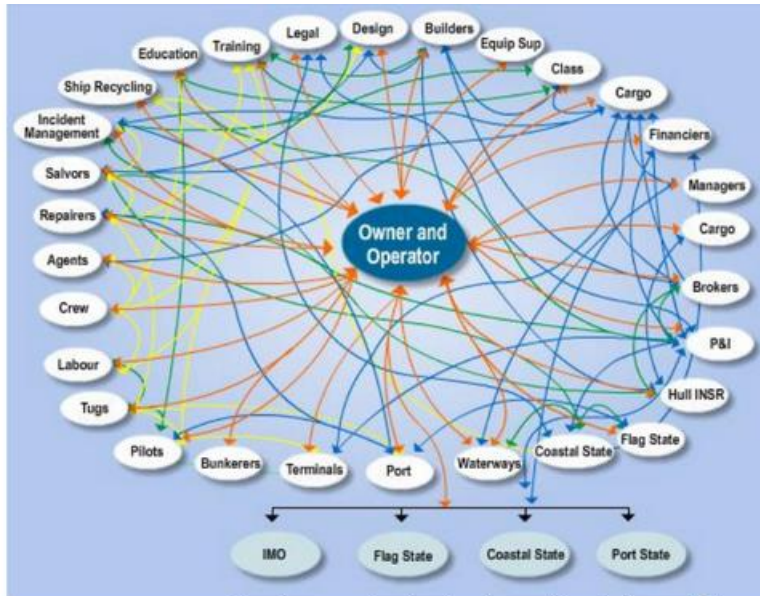 Design
Builders
Legal
Equip Sup
Training
Education
Class
Ship Recycling
Cargo
Incident
Management
Financiers
Salvors
Managers
Repairers
Cargo
Owner and
Operator
Agents
Brokers
Crew
P&I
Labour
Hull INSR
Tugs
Flag State
Pilots
Coastal State
Bunkerers
Terminals
Port
Waterways
IMO
Flag State
Coastal State
Port State